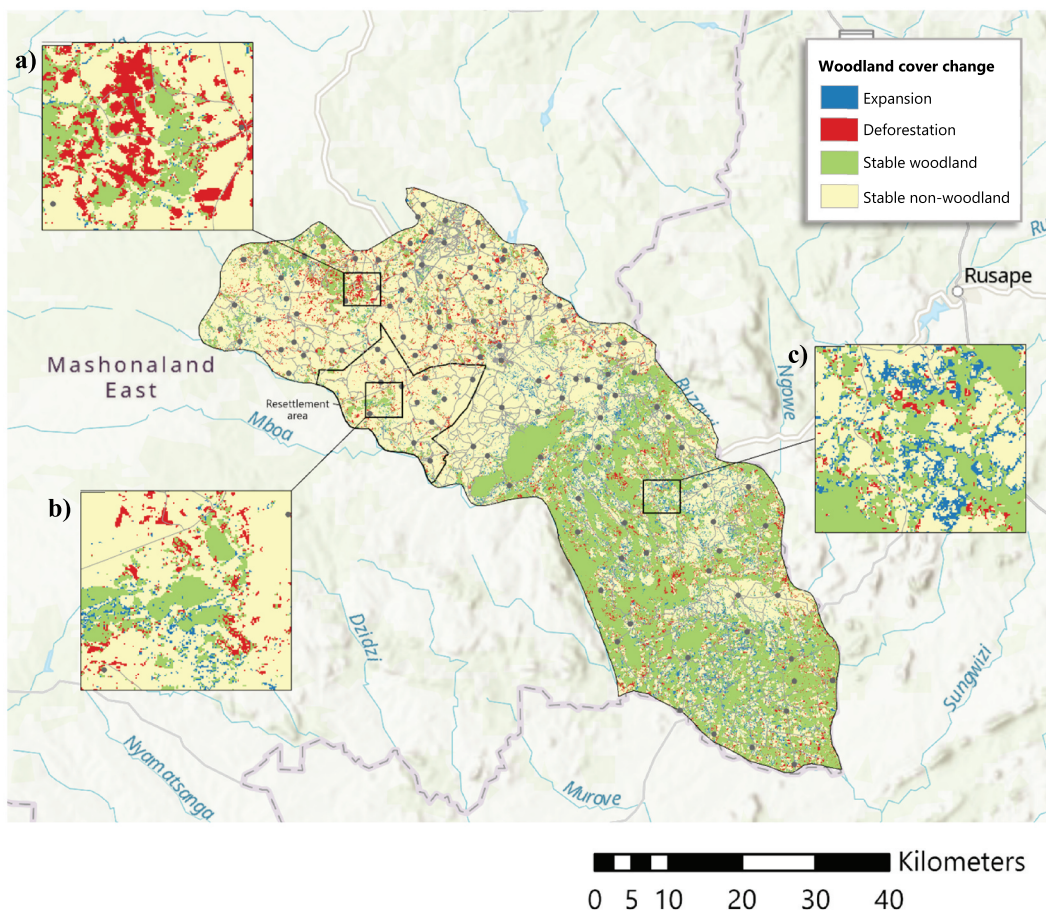 a)
Woodland cover change
Expansion
Deforestation
Stable woodland
Stable non-woodland
Rusape
c)
Mashonaland
East
Resettlement
area
Mboa
Ngowe
b)
Dzidzi
Sungwizi
Nyamatsanga
Murove
Kilometers
0 5 10 20 30 40